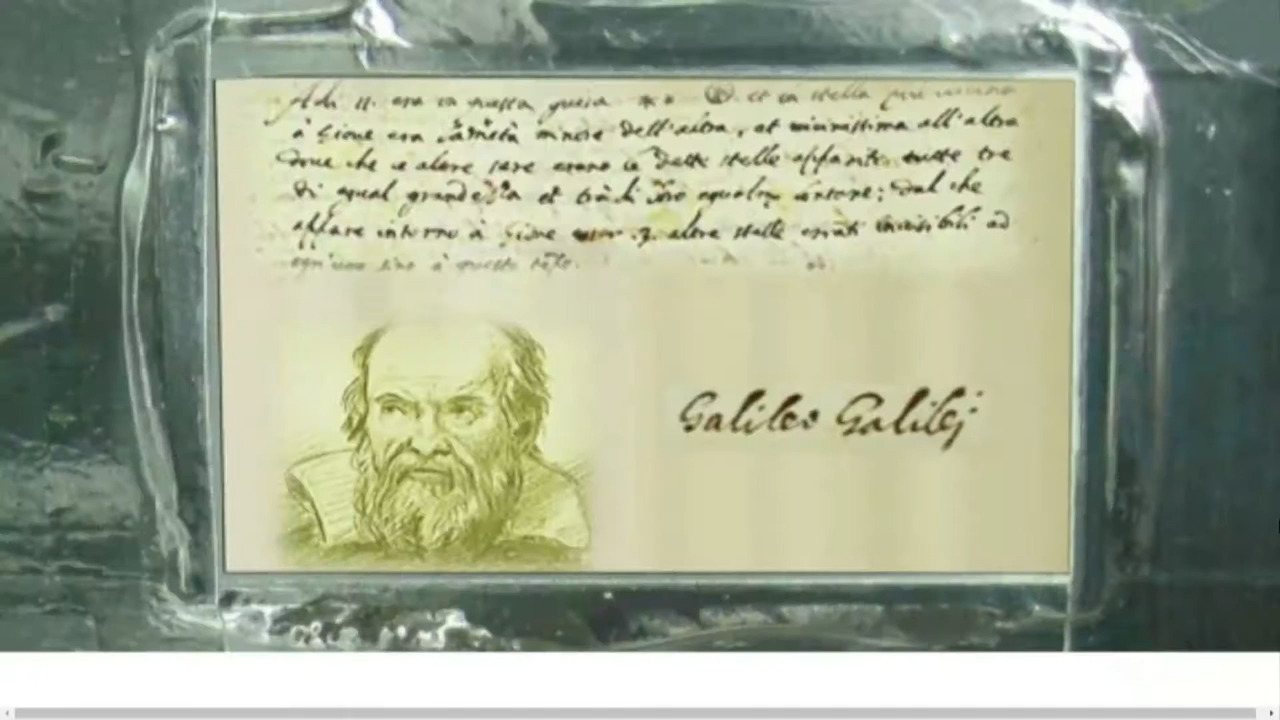 Adi 11. era in questa guisa et la stella più vicina
à Giove era la metà minore dell'altra, et vicinissima all'altra
dove che le altre sere erano le dette stelle apparite tutte tre
di equal grandezza et trà di loro equalm lontane; dal che
appare intorno à Giove esser .3. altre stelle erranti invisibili ad
ogn'uno sino à questo tempo.
Galileo Galilej